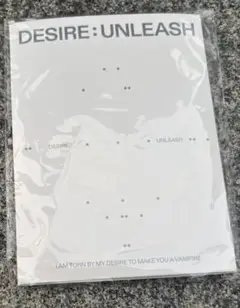 DESIRE : UNLEASH
DESIRE
UNLEASH
I AM TORN BY MY DESIRE TO MAKE YOU A VAMPIRE